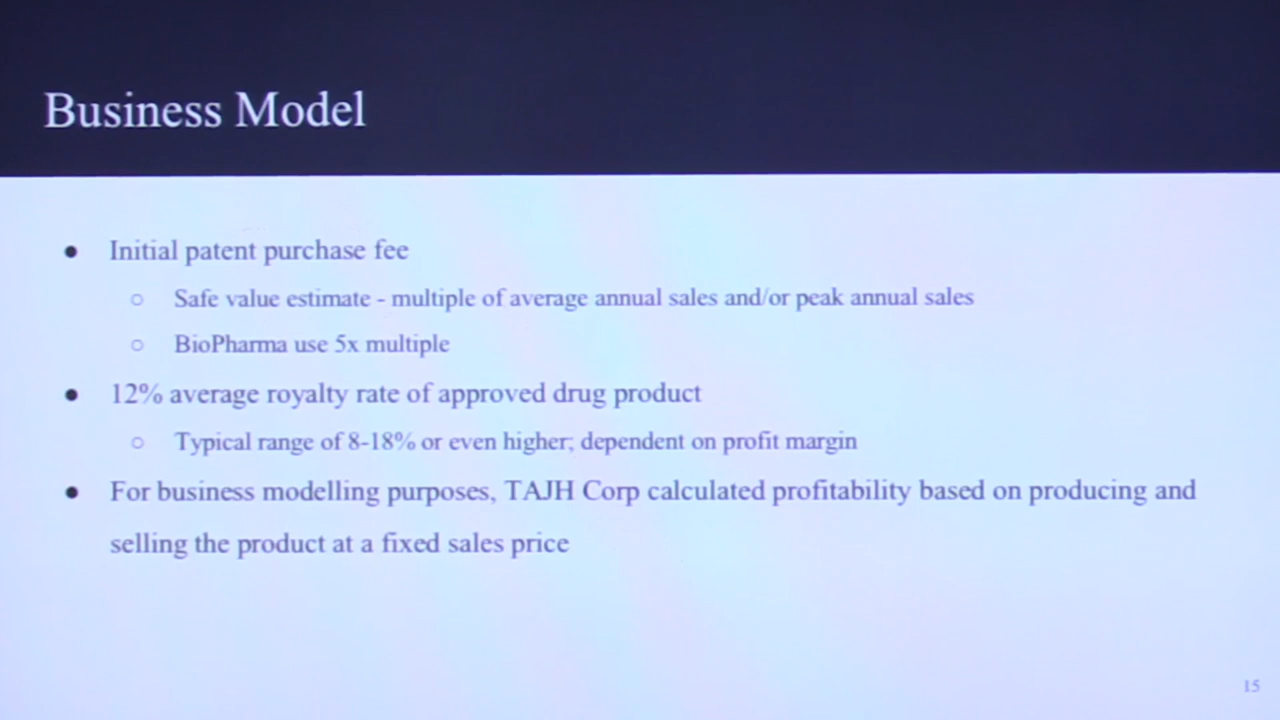 Business Model
● Initial patent purchase fee
○ Safe value estimate - multiple of average annual sales and/or peak annual sales
○ BioPharma use 5x multiple
● 12% average royalty rate of approved drug product
○ Typical range of 8-18% or even higher; dependent on profit margin
● For business modelling purposes, TAJH Corp calculated profitability based on producing and
selling the product at a fixed sales price
15